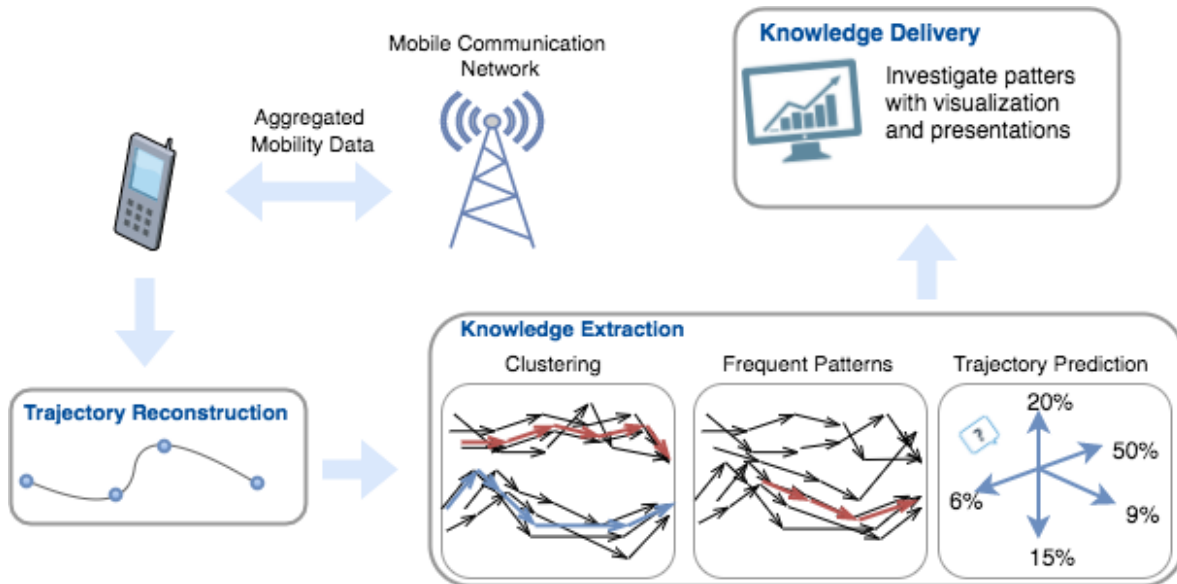 Mobile Communication
Network
Aggregated
Mobility Data
Knowledge Delivery
Investigate patters
with visualization
and presentations
Trajectory Reconstruction
Knowledge Extraction
Clustering
Frequent Patterns
Trajectory Prediction
?
20%
50%
6%
9%
15%